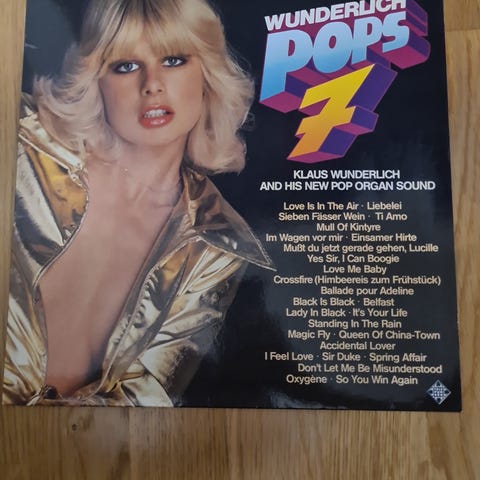 WUNDERLICH
POPS
7
KLAUS WUNDERLICH
AND HIS NEW POP ORGAN SOUND
Love Is In The Air · Liebelei
Sieben Fässer Wein · Ti Amo
Mull Of Kintyre
Im Wagen vor mir · Einsamer Hirte
Mußt du jetzt gerade gehen, Lucille
Yes Sir, I Can Boogie
Love Me Baby
Crossfire (Himbeereis zum Frühstück)
Ballade pour Adeline
Black Is Black · Belfast
Lady In Black · It's Your Life
Standing In The Rain
Magic Fly · Queen Of China-Town
Accidental Lover
I Feel Love · Sir Duke · Spring Affair
Don't Let Me Be Misunderstood
Oxygène · So You Win Again